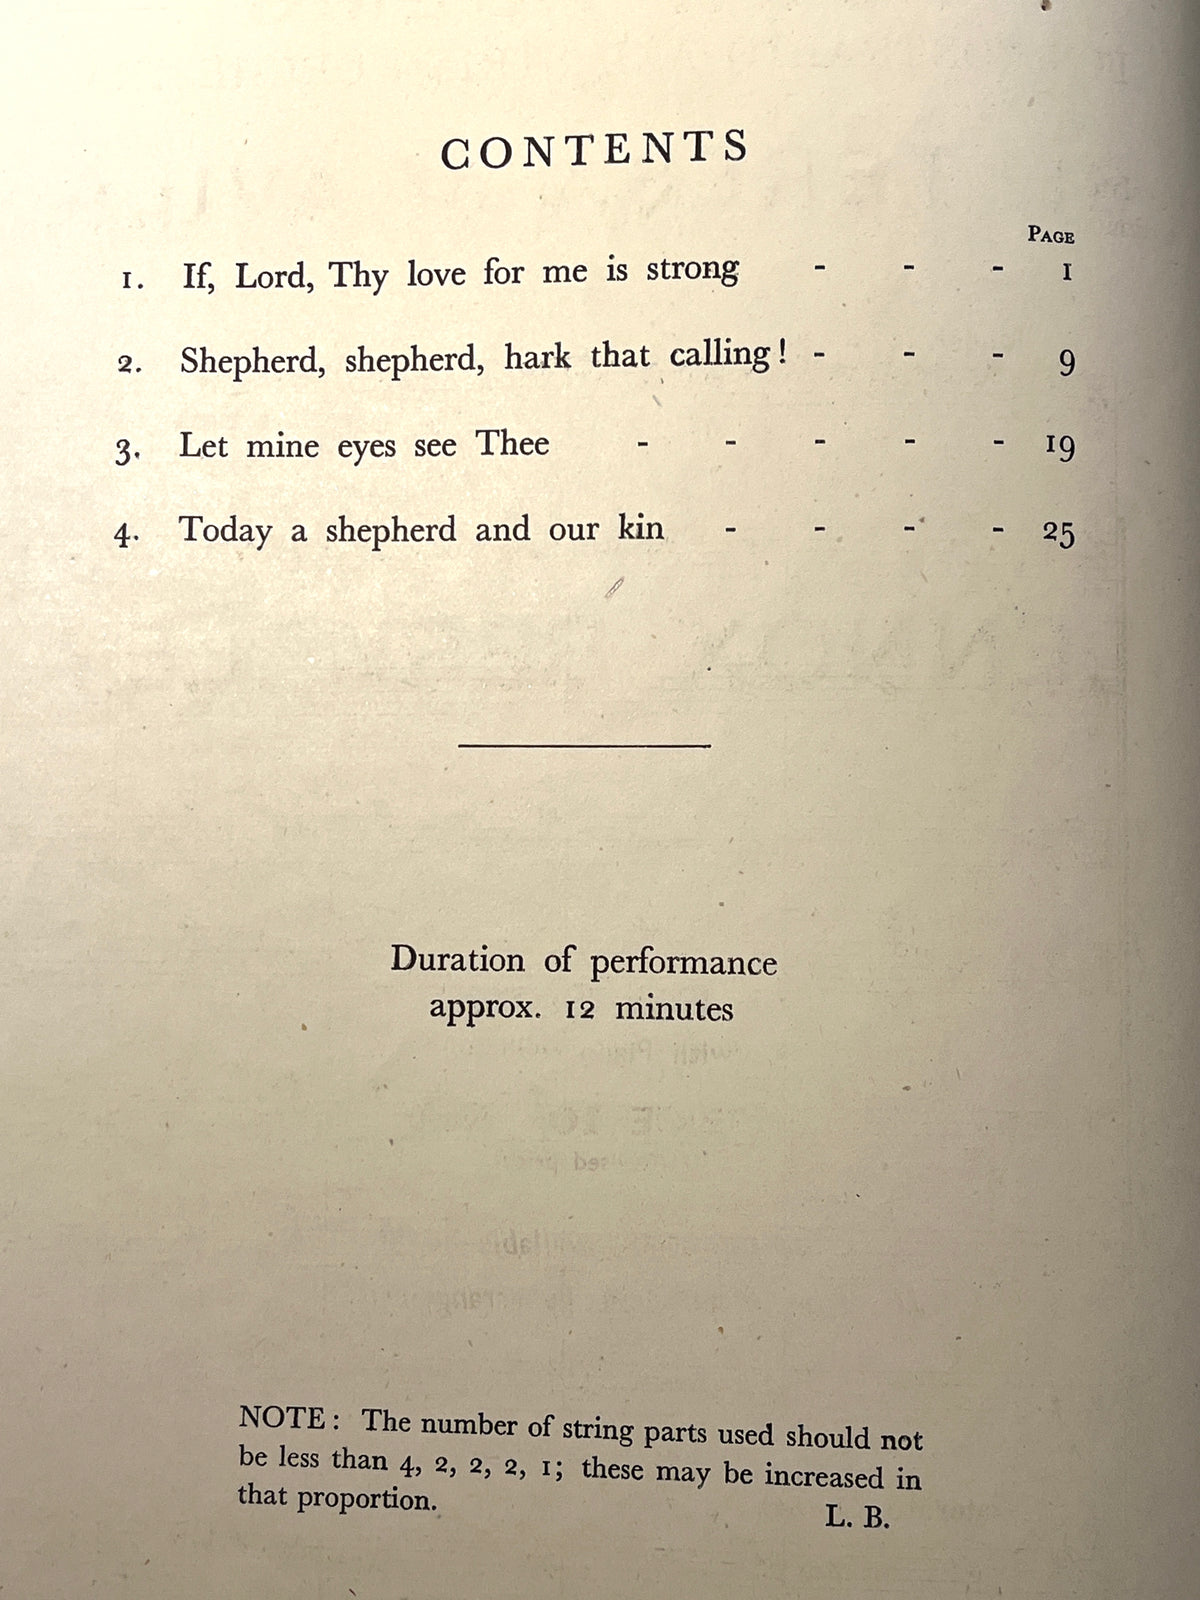 CONTENTS
PAGE
1. If, Lord, Thy love for me is strong - - - 1
2. Shepherd, shepherd, hark that calling! - - - 9
3. Let mine eyes see Thee - - - - - 19
4. Today a shepherd and our kin - - - - 25
Duration of performance
approx. 12 minutes
NOTE: The number of string parts used should not
be less than 4, 2, 2, 2, 1; these may be increased in
that proportion.
L. B.